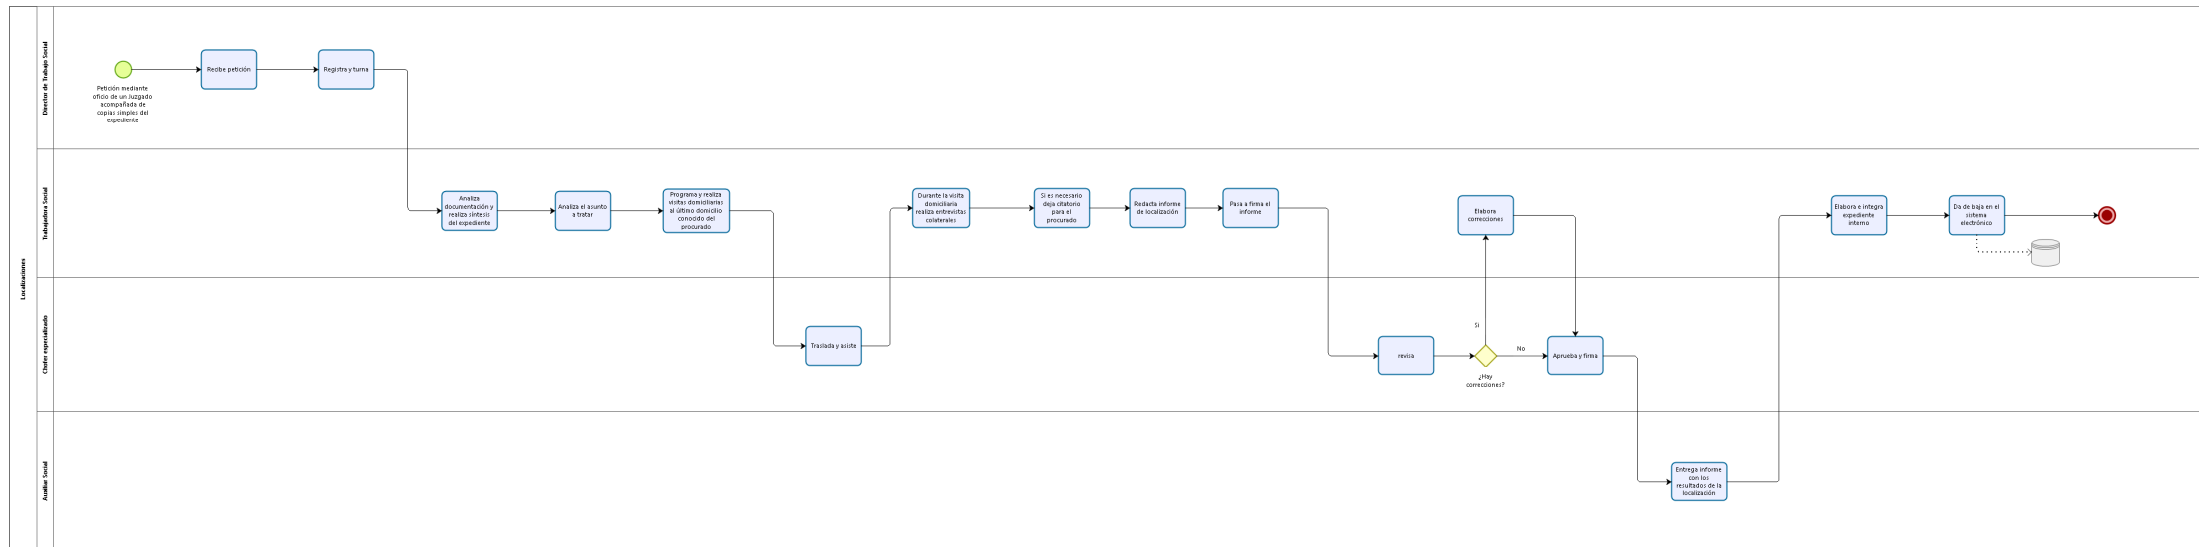 Localizaciones
Director de Trabajo Social
Petición mediante
oficio de un Juzgado
acompañada de
copias simples del
expediente
Recibe petición
Registra y turna
Trabajadora Social
Analiza
documentación y
realiza síntesis
del expediente
Analiza el asunto
a tratar
Programa y realiza
visitas domiciliarias
al último domicilio
conocido del
procurado
Durante la visita
domiciliaria
realiza entrevistas
colaterales
Si es necesario
deja citatorio
para el
procurado
Redacta informe
de localización
Pasa a firma el
informe
Elabora
correcciones
Elabora e integra
expediente
interno
Da de baja en el
sistema
electrónico
Chofer especializado
Traslada y asiste
revisa
Si
¿Hay
correcciones?
No
Aprueba y firma
Auxiliar Social
Entrega informe
con los
resultados de la
localización